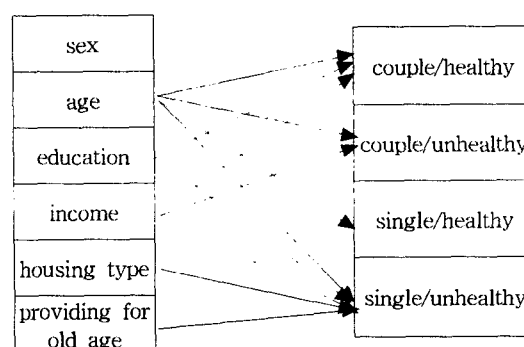 sex
age
education
income
housing type
providing for
old age
couple/healthy
couple/unhealthy
single/healthy
single/unhealthy